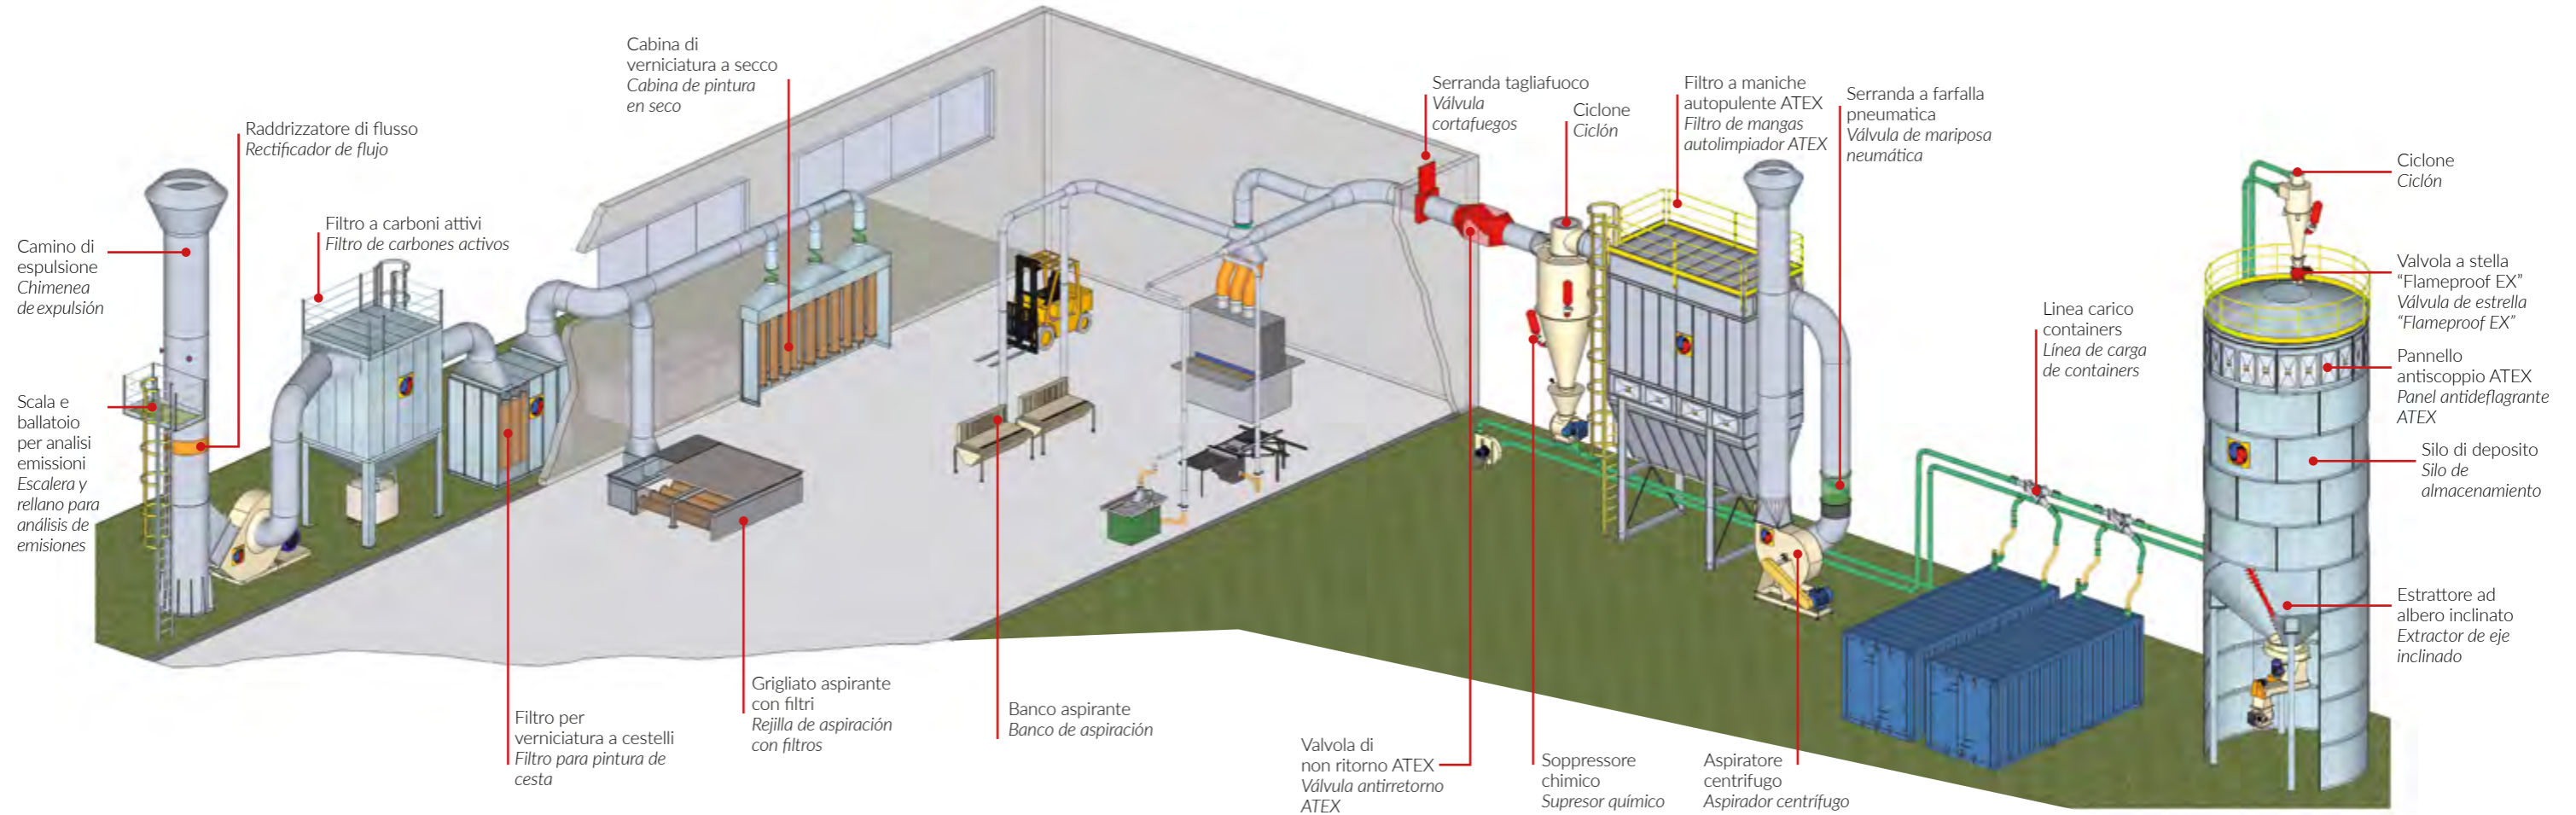 Camino di
espulsione
Chimenea
de expulsión
Scala e
ballatoio
per analisi
emissioni
Escalera y
rellano para
análisis de
emisiones
Raddrizzatore di flusso
Rectificador de flujo
Filtro a carboni attivi
Filtro de carbones activos
Filtro per
verniciatura a cestelli
Filtro para pintura de
cesta
Cabina di
verniciatura a secco
Cabina de pintura
en seco
Grigliato aspirante
con filtri
Rejilla de aspiración
con filtros
Banco aspirante
Banco de aspiración
Valvola di
non ritorno ATEX
Válvula antirretorno
ATEX
Serranda tagliafuoco
Válvula
cortafuegos
Ciclone
Ciclón
Soppressore
chimico
Supresor químico
Filtro a maniche
autopulente ATEX
Filtro de mangas
autolimpiador ATEX
Aspiratore
centrifugo
Aspirador centrífugo
Serranda a farfalla
pneumatica
Válvula de mariposa
neumática
Linea carico
containers
Línea de carga
de containers
Ciclone
Ciclón
Valvola a stella
“Flameproof EX”
Válvula de estrella
“Flameproof EX”
Pannello
antiscoppio ATEX
Panel antideflagrante
ATEX
Silo di deposito
Silo de
almacenamiento
Estrattore ad
albero inclinato
Extractor de eje
inclinado